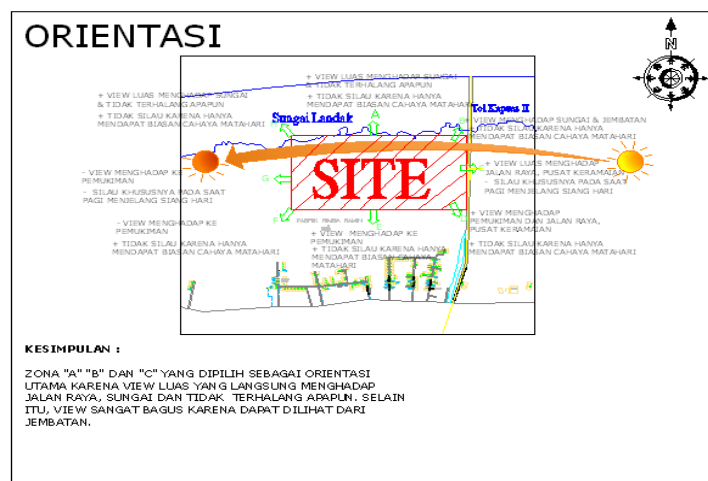 ORIENTASI
N
+ VIEW LUAS MENGHADAP SUNGAI
& TIDAK TERHALANG APAPUN
+ TIDAK SILAU KARENA HANYA
MENDAPAT BIASAN CAHAYA MATAHARI
+ VIEW LUAS MENGHADAP SUNGAI
& TIDAK TERHALANG APAPUN
+ TIDAK SILAU KARENA HANYA
MENDAPAT BIASAN CAHAYA MATAHARI
Sungai Landak
A
Tol Kapuas II
+ VIEW MENGHADAP SUNGAI & JEMBATAN
TIDAK SILAU KARENA HANYA
MENDAPAT BIASAN CAHAYA MATAHARI
SITE
G
- VIEW MENGHADAP KE
PEMUKIMAN
- SILAU KHUSUSNYA PADA SAAT
PAGI MENJELANG SIANG HARI
- VIEW LUAS MENGHADAP
JALAN RAYA, PUSAT KERAMAIAN
- SILAU KHUSUSNYA PADA SAAT
PAGI MENJELANG SIANG HARI
F
- VIEW MENGHADAP KE
PEMUKIMAN
+ TIDAK SILAU KARENA HANYA
MENDAPAT BIASAN CAHAYA MATAHARI
+ VIEW MENGHADAP KE
PEMUKIMAN
+ TIDAK SILAU KARENA HANYA
MENDAPAT BIASAN CAHAYA
MATAHARI
+ VIEW MENGHADAP
PEMUKIMAN DAN JALAN RAYA,
PUSAT KERAMAIAN
+ TIDAK SILAU KARENA HANYA
MENDAPAT BIASAN CAHAYA MATAHARI
KESIMPULAN :
ZONA "A" "B" DAN "C" YANG DIPILIH SEBAGAI ORIENTASI
UTAMA KARENA VIEW LUAS YANG LANGSUNG MENGHADAP
JALAN RAYA, SUNGAI DAN TIDAK TERHALANG APAPUN. SELAIN
ITU, VIEW SANGAT BAGUS KARENA DAPAT DILIHAT DARI
JEMBATAN.